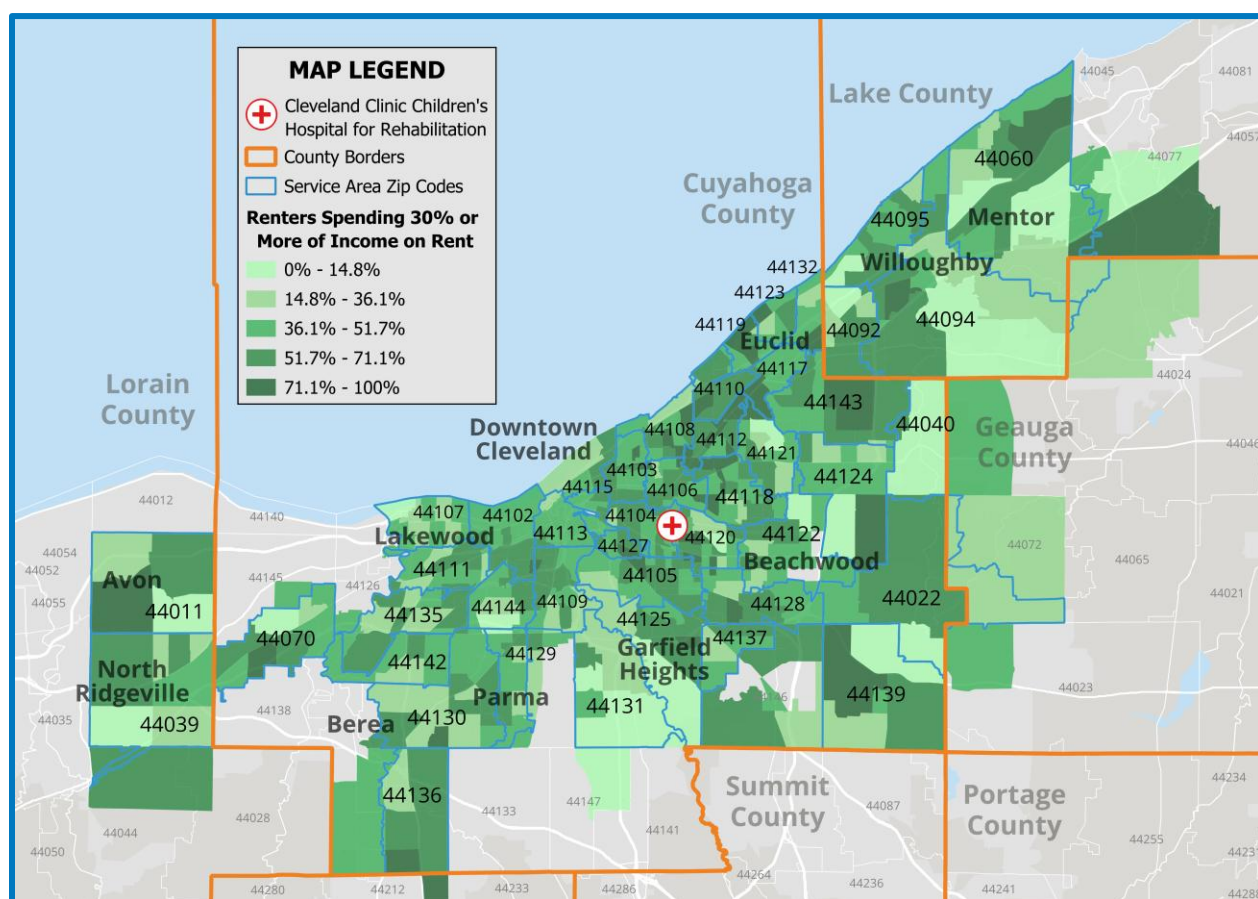 MAP LEGEND
Cleveland Clinic Children's
Hospital for Rehabilitation
County Borders
Service Area Zip Codes
Renters Spending 30% or
More of Income on Rent
0% - 14.8%
14.8% - 36.1%
36.1% - 51.7%
51.7% - 71.1%
71.1% - 100%
Lake County
Cuyahoga
County
Lorain
County
Geauga
County
Summit
County
Portage
County
44045
44081
44057
44077
44060
Mentor
44095
Willoughby
44132
44123
44119
Euclid
44092
44094
44117
44024
44110
44143
44040
44046
Downtown
Cleveland
44108
44112
44121
44103
44124
44115
44106
44118
44012
44140
44107
44102
44113
44104
44120
44122
44072
Lakewood
44127
Beachwood
44054
44052
44055
Avon
44145
44126
44111
44105
44065
44011
44135
44144
44109
44128
44022
44021
44070
44125
44137
44142
44129
Garfield
Heights
North
Ridgeville
Parma
44146
44139
44023
44035
44039
44138
Berea
44130
44131
44136
44133
44147
44141
44087
44234
44028
44044
44050
44255
44231
44280
44212
44233
44286
44264
44236
44241
44288